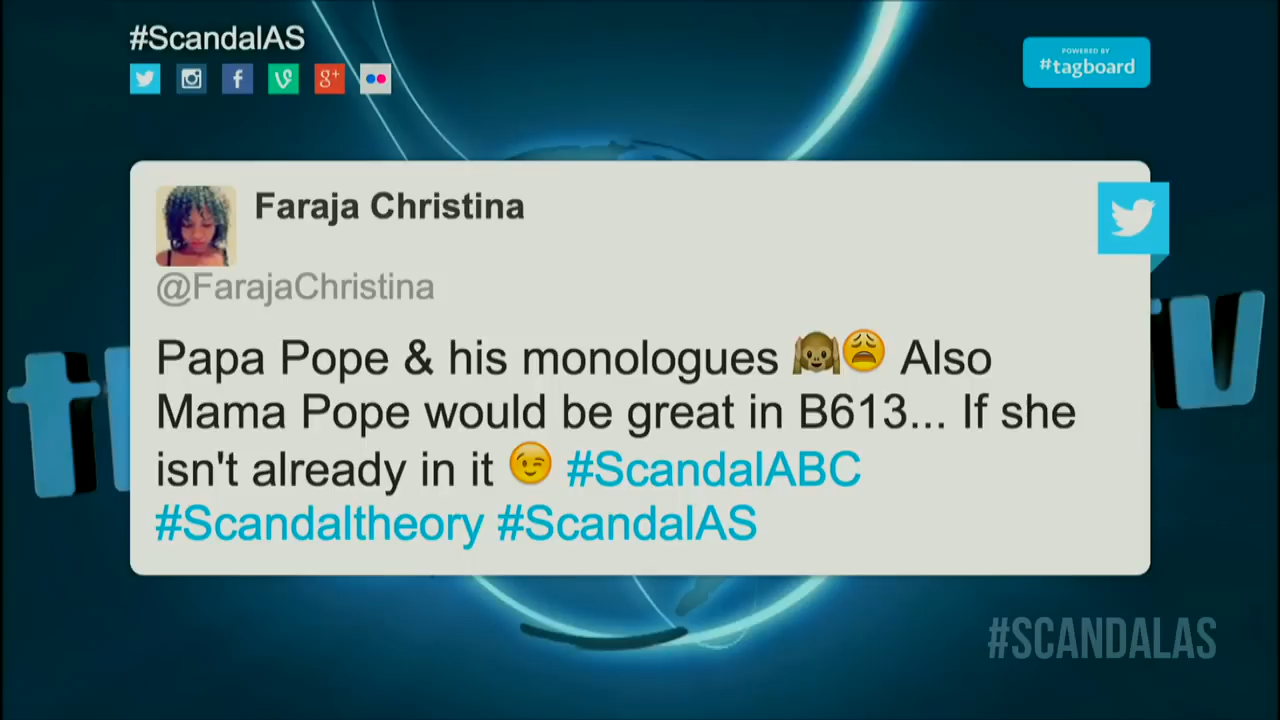 #ScandalAS
POWERED BY
#tagboard
Faraja Christina
@FarajaChristina
Papa Pope & his monologues 🙉😩 Also
Mama Pope would be great in B613... If she
isn't already in it 😉 #ScandalABC
#Scandaltheory #ScandalAS
#SCANDALAS